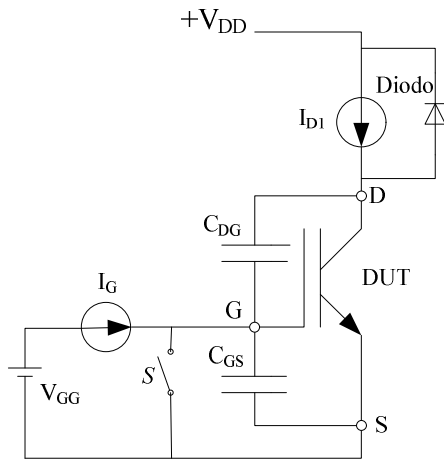 +V_DD
Diodo
I_D1
D
C_DG
DUT
I_G
G
S
C_GS
V_GG
S